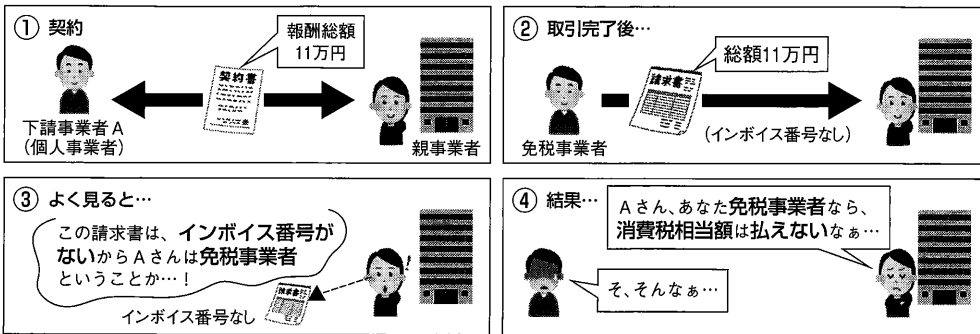 ① 契約
報酬総額
11万円
契約書
下請事業者A
(個人事業者)
親事業者
② 取引完了後…
総額11万円
請求書
免税事業者
(インボイス番号なし)
③ よく見ると…
この請求書は、インボイス番号が
ないからAさんは免税事業者
ということか…!
請求書
インボイス番号なし
④ 結果…
Aさん、あなた免税事業者なら、
消費税相当額は払えないなぁ…
そ、そんなぁ…